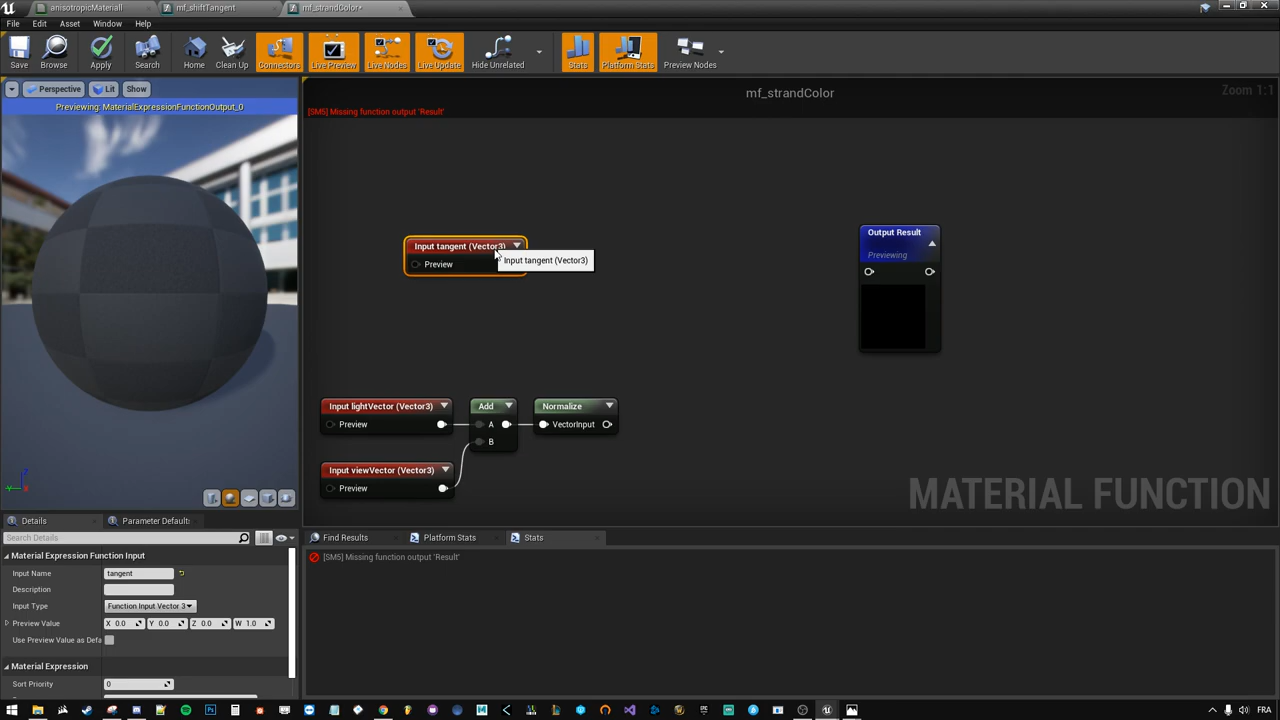 anisotropicMateriall
mf_shiftTangent
mf_strandColor*
File Edit Asset Window Help
Save Browse Apply Search Home Clean Up Connectors Live Preview Live Nodes Live Update Hide Unrelated Stats Platform Stats Preview Nodes
Perspective Lit Show
Previewing: MaterialExpressionFunctionOutput_0
mf_strandColor
Zoom 1:1
[SM5] Missing function output 'Result'
Input tangent (Vector3)
Preview
Input tangent (Vector3)
Output Result
Previewing
Input lightVector (Vector3)
Preview
Add
A
B
Normalize
VectorInput
Input viewVector (Vector3)
Preview
MATERIAL FUNCTION
Details
Parameter Default:
Search Details
Material Expression Function Input
Input Name tangent
Description
Input Type Function Input Vector 3
Preview Value X 0.0 Y 0.0 Z 0.0 W 1.0
Use Preview Value as Defa
Material Expression
Sort Priority 0
Find Results
Platform Stats
Stats
[SM5] Missing function output 'Result'
FRA